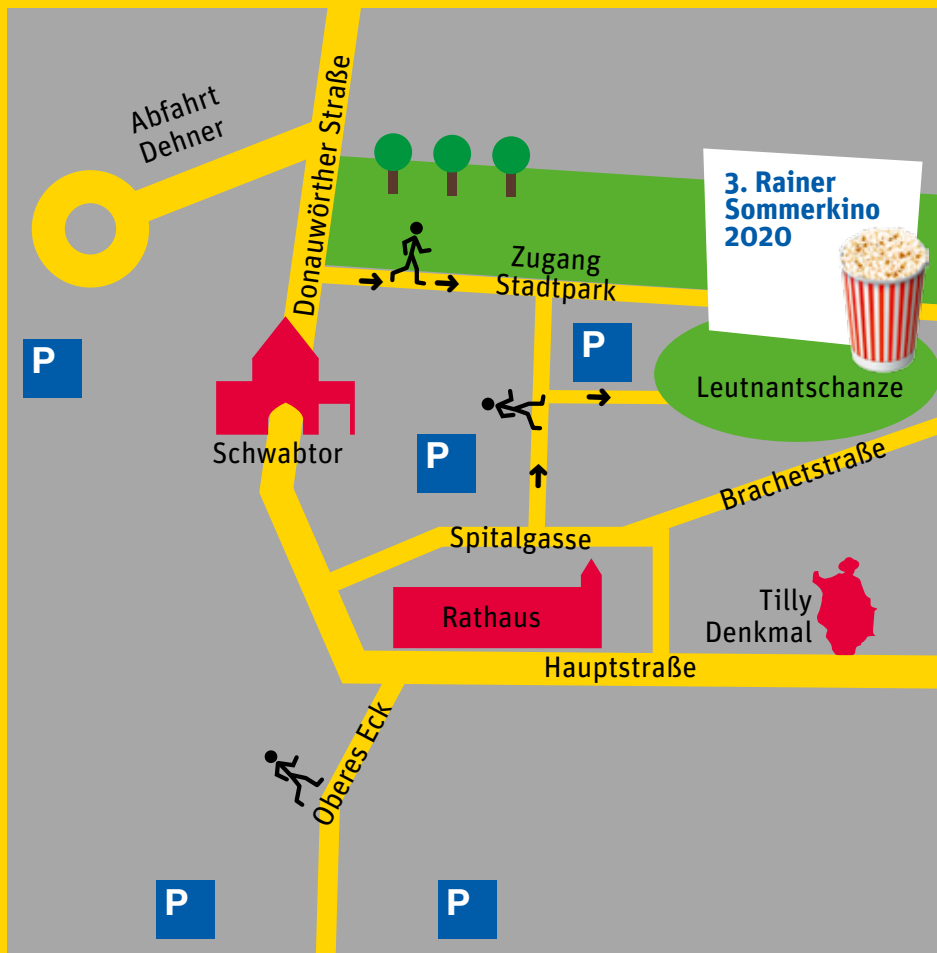 Abfahrt
Dehner
Donauwörther Straße
3. Rainer
Sommerkino
2020
Zugang
Stadtpark
P
P
Leutnantschanze
Schwabtor
P
Brachetstraße
Spitalgasse
Tilly
Denkmal
Rathaus
Hauptstraße
Oberes Eck
P
P